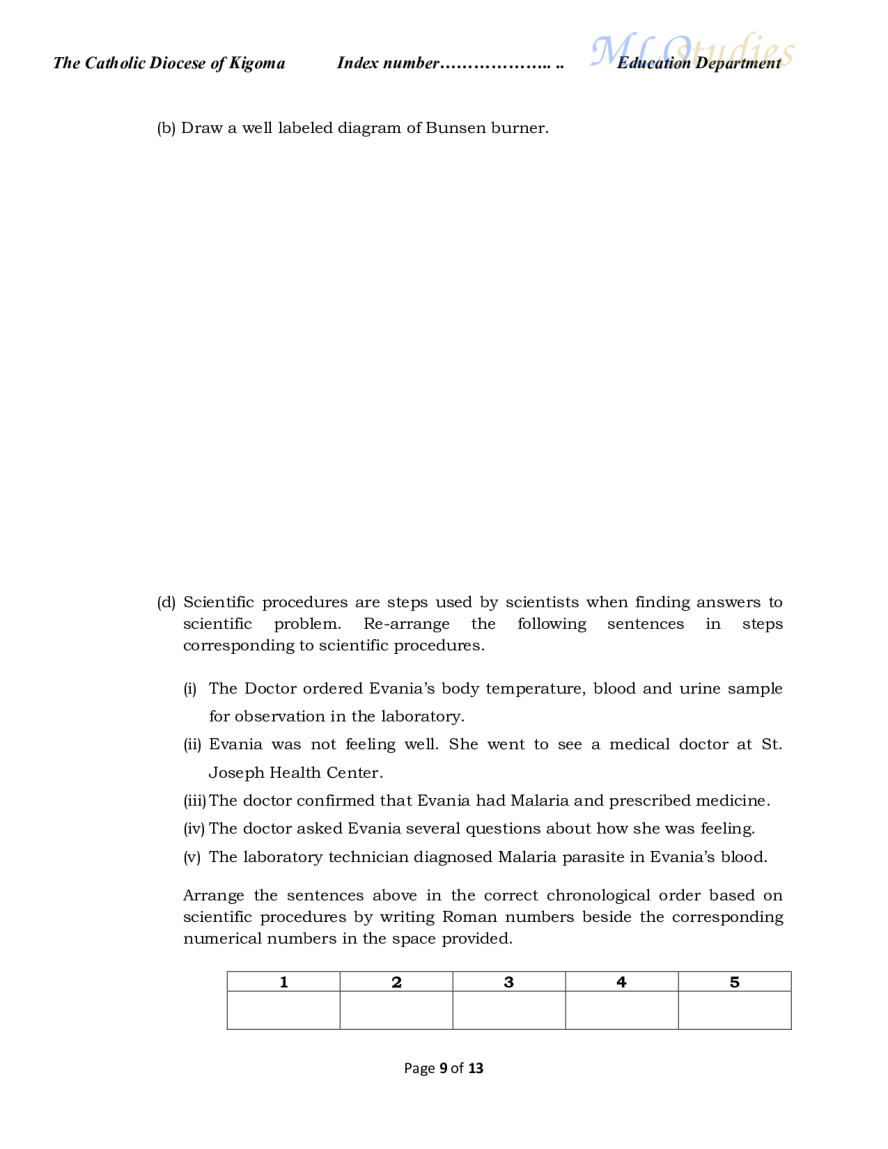 The Catholic Diocese of Kigoma Index number……………….. .. Education Department
MLOstudies
(b) Draw a well labeled diagram of Bunsen burner.
(d) Scientific procedures are steps used by scientists when finding answers to
scientific problem. Re-arrange the following sentences in steps
corresponding to scientific procedures.
(i) The Doctor ordered Evania’s body temperature, blood and urine sample
for observation in the laboratory.
(ii) Evania was not feeling well. She went to see a medical doctor at St.
Joseph Health Center.
(iii) The doctor confirmed that Evania had Malaria and prescribed medicine.
(iv) The doctor asked Evania several questions about how she was feeling.
(v) The laboratory technician diagnosed Malaria parasite in Evania’s blood.
Arrange the sentences above in the correct chronological order based on
scientific procedures by writing Roman numbers beside the corresponding
numerical numbers in the space provided.
1 2 3 4 5
Page 9 of 13